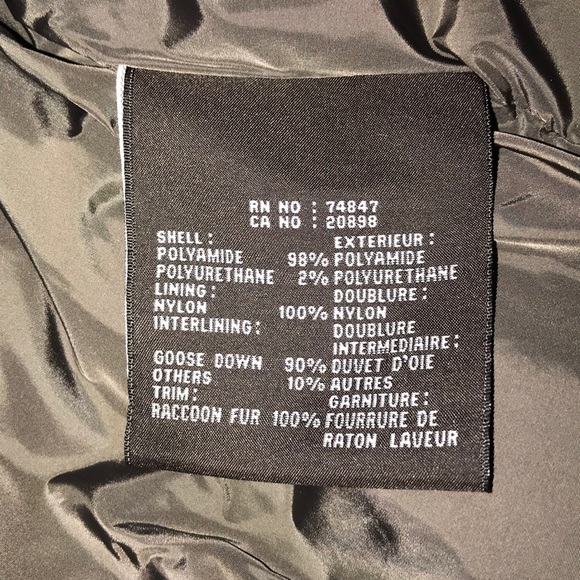 RN NO : 74847
CA NO : 20898
SHELL : EXTERIEUR :
POLYAMIDE 98% POLYAMIDE
POLYURETHANE 2% POLYURETHANE
LINING : DOUBLURE :
NYLON 100% NYLON
INTERLINING : DOUBLURE
INTERMEDIAIRE :
GOOSE DOWN 90% DUVET D'OIE
OTHERS 10% AUTRES
TRIM : GARNITURE :
RACCOON FUR 100% FOURRURE DE
RATON LAVEUR